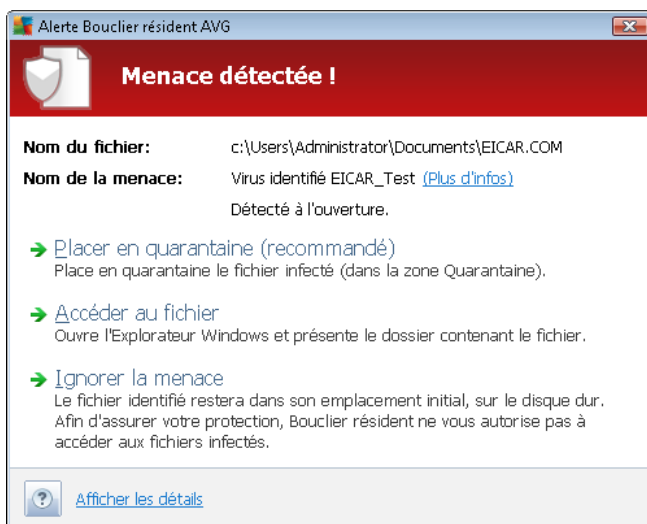 Alerte Bouclier résident AVG
Menace détectée !
Nom du fichier: c:\Users\Administrator\Documents\EICAR.COM
Nom de la menace: Virus identifié EICAR_Test (Plus d'infos)
Détecté à l'ouverture.
Placer en quarantaine (recommandé)
Place en quarantaine le fichier infecté (dans la zone Quarantaine).
Accéder au fichier
Ouvre l'Explorateur Windows et présente le dossier contenant le fichier.
Ignorer la menace
Le fichier identifié restera dans son emplacement initial, sur le disque dur.
Afin d'assurer votre protection, Bouclier résident ne vous autorise pas à
accéder aux fichiers infectés.
? Afficher les détails